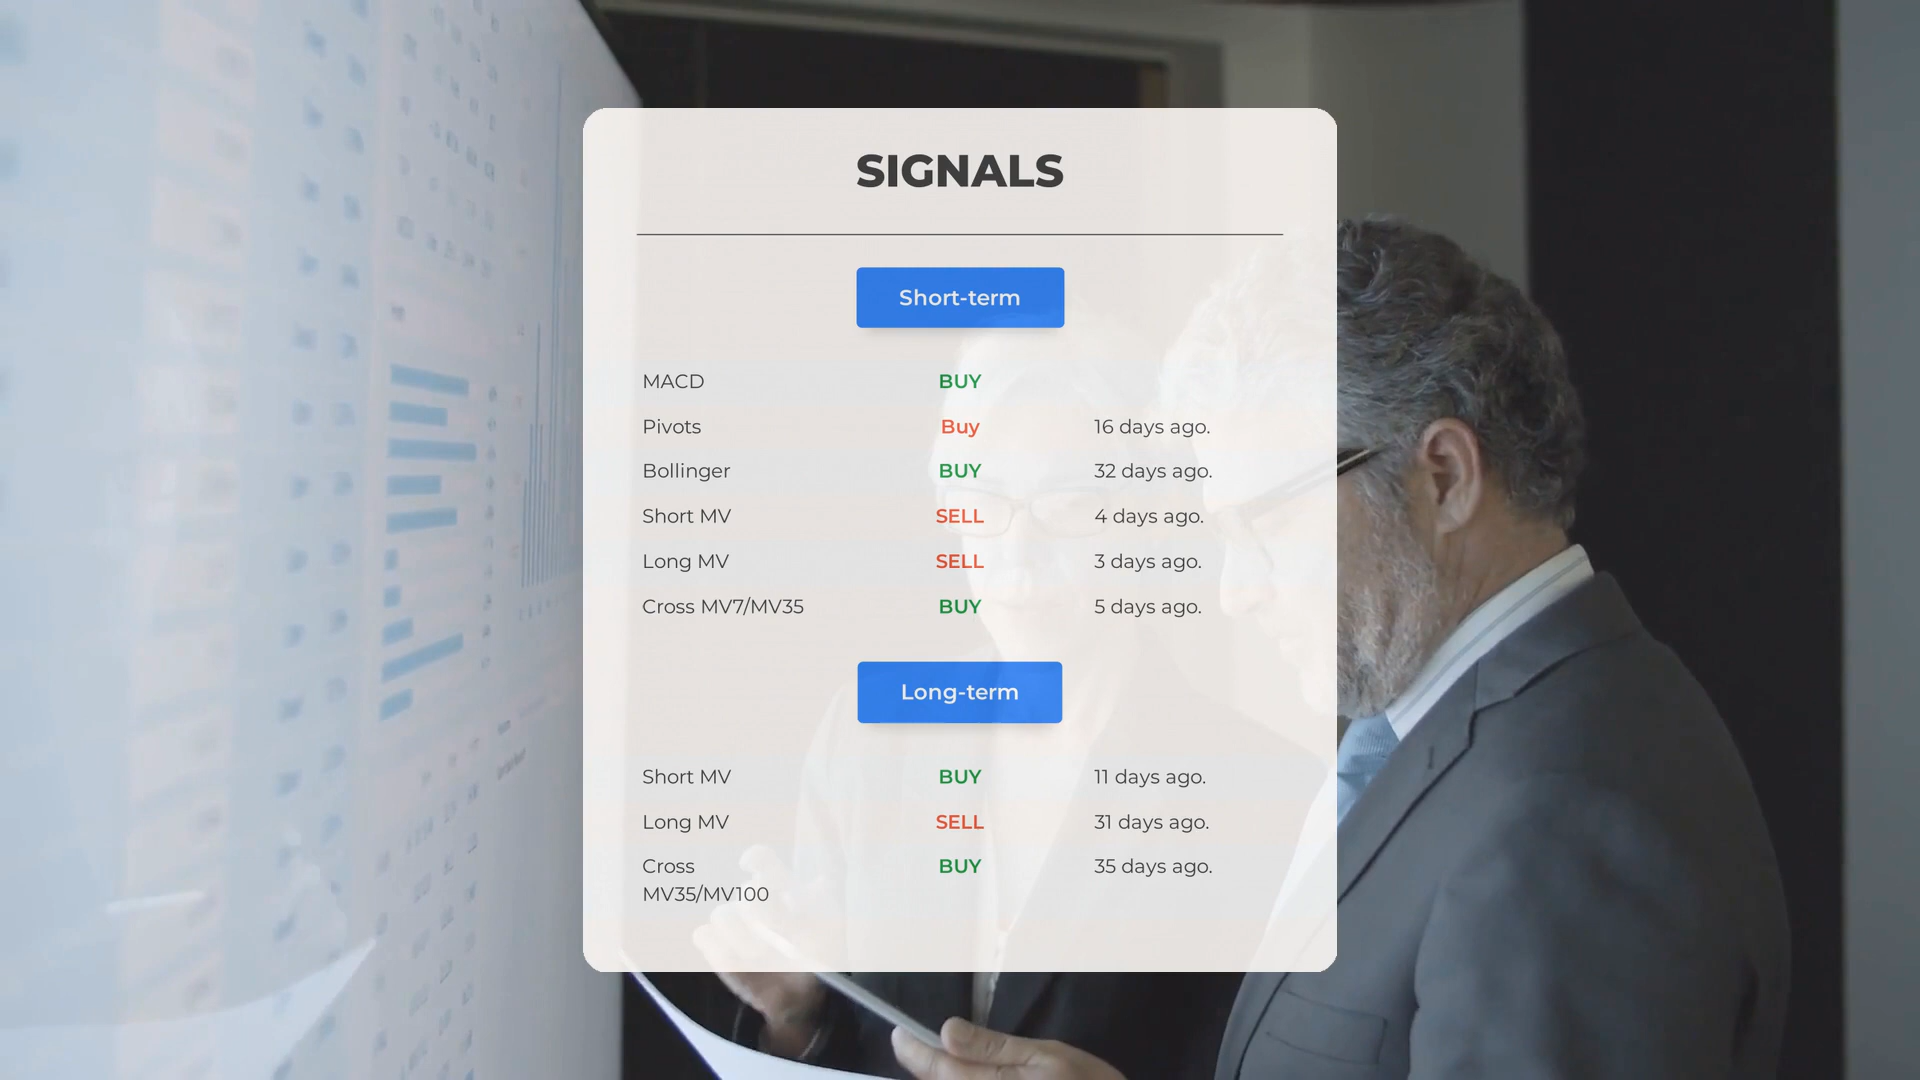 SIGNALS
Short-term
MACD BUY
Pivots Buy 16 days ago.
Bollinger BUY 32 days ago.
Short MV SELL 4 days ago.
Long MV SELL 3 days ago.
Cross MV7/MV35 BUY 5 days ago.
Long-term
Short MV BUY 11 days ago.
Long MV SELL 31 days ago.
Cross BUY 35 days ago.
MV35/MV100